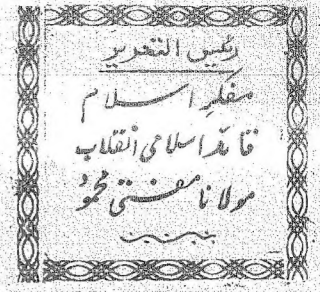 رئیس التحریر
مفکرِ اسلام
قائد اسلامی انقلاب
مولانا مفتی محمود